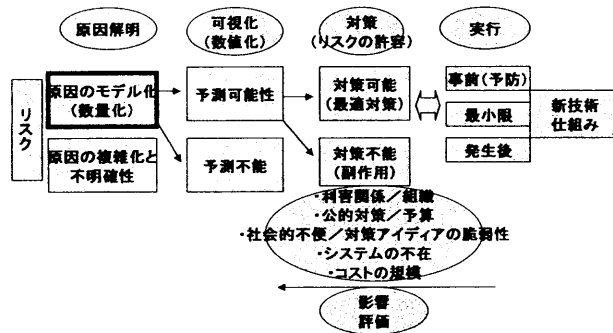 原因解明
可視化
(数値化)
対策
(リスクの許容)
実行
リスク
原因のモデル化
(数量化)
予測可能性
対策可能
(最適対策)
事前(予防)
最小限
発生後
新技術
仕組み
原因の複雑化と
不明確性
予測不能
対策不能
(副作用)
・利害関係/組織
・公的対策/予算
・社会的不便/対策アイディアの脆弱性
・システムの不在
・コストの規模
影響
評価